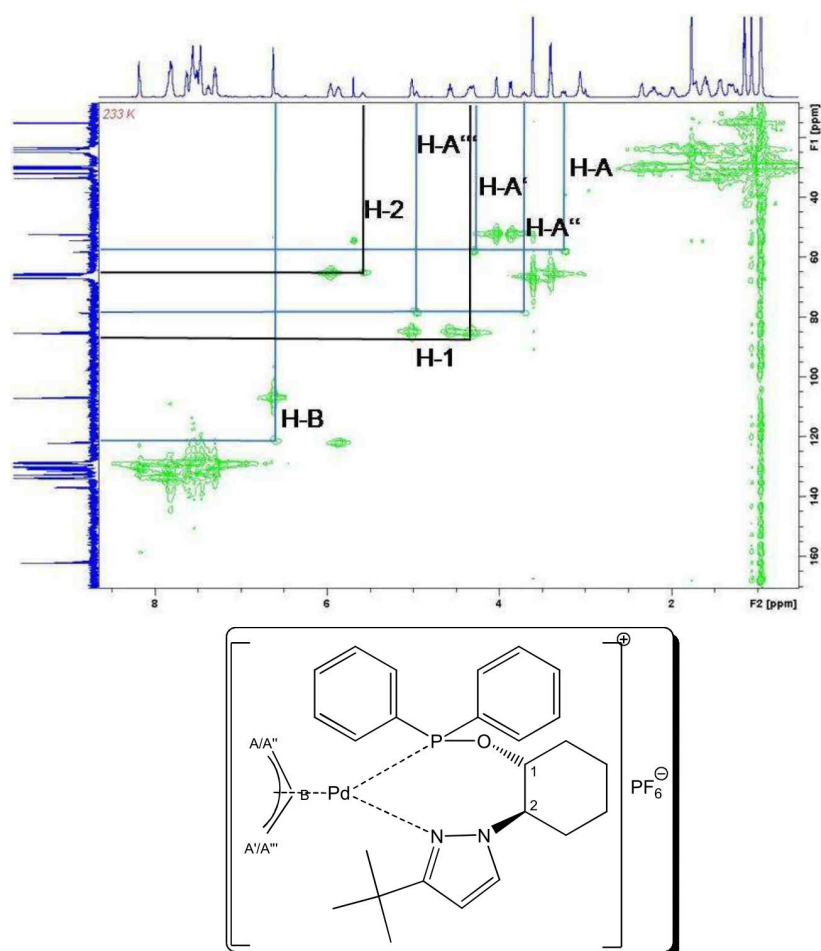 233 K
F1 [ppm]
H-A'''
H-A'
H-A
H-2
H-A''
H-1
H-B
40
60
80
100
120
140
160
8
6
4
2
F2 [ppm]
A/A''
B
Pd
A'/A'''
P
O
1
2
N
N
⊕
PF6
⊖